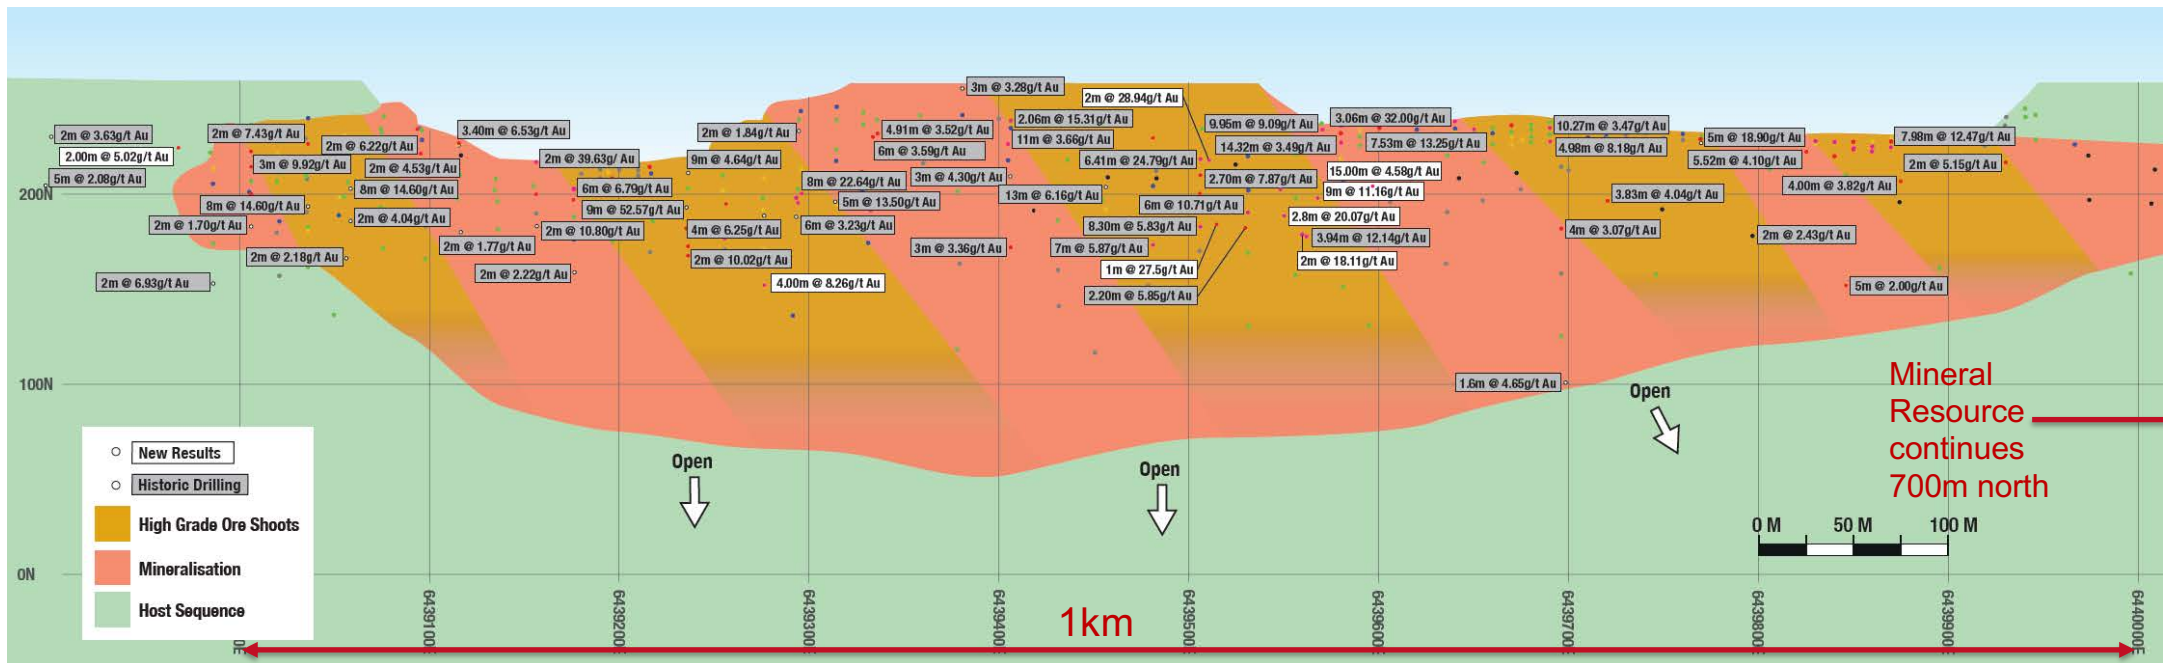 3m @ 3.28g/t Au
2m @ 28.94g/t Au
2m @ 3.63g/t Au
2.00m @ 5.02g/t Au
5m @ 2.08g/t Au
2m @ 7.43g/t Au
2m @ 6.22g/t Au
3.40m @ 6.53g/t Au
3m @ 9.92g/t Au
2m @ 4.53g/t Au
8m @ 14.60g/t Au
8m @ 14.60g/t Au
2m @ 1.70g/t Au
2m @ 4.04g/t Au
2m @ 2.18g/t Au
2m @ 1.77g/t Au
2m @ 6.93g/t Au
2m @ 2.22g/t Au
2m @ 39.63g/t Au
6m @ 6.79g/t Au
9m @ 52.57g/t Au
2m @ 10.80g/t Au
2m @ 1.84g/t Au
9m @ 4.64g/t Au
4m @ 6.25g/t Au
2m @ 10.02g/t Au
4.00m @ 8.26g/t Au
8m @ 22.64g/t Au
5m @ 13.50g/t Au
6m @ 3.23g/t Au
4.91m @ 3.52g/t Au
6m @ 3.59g/t Au
3m @ 4.30g/t Au
3m @ 3.36g/t Au
2.06m @ 15.31g/t Au
11m @ 3.66g/t Au
6.41m @ 24.79g/t Au
13m @ 6.16g/t Au
6m @ 10.71g/t Au
8.30m @ 5.83g/t Au
7m @ 5.87g/t Au
1m @ 27.5g/t Au
2.20m @ 5.85g/t Au
9.95m @ 9.09g/t Au
14.32m @ 3.49g/t Au
2.70m @ 7.87g/t Au
3.06m @ 32.00g/t Au
7.53m @ 13.25g/t Au
15.00m @ 4.58g/t Au
9m @ 11.16g/t Au
2.8m @ 20.07g/t Au
3.94m @ 12.14g/t Au
2m @ 18.11g/t Au
1.6m @ 4.65g/t Au
10.27m @ 3.47g/t Au
4.98m @ 8.18g/t Au
3.83m @ 4.04g/t Au
4m @ 3.07g/t Au
5m @ 18.90g/t Au
5.52m @ 4.10g/t Au
4.00m @ 3.82g/t Au
2m @ 2.43g/t Au
5m @ 2.00g/t Au
7.98m @ 12.47g/t Au
2m @ 5.15g/t Au
200N
100N
0N
Open
Open
Open
Mineral
Resource
continues
700m north
0 M 50 M 100 M
New Results
Historic Drilling
High Grade Ore Shoots
Mineralisation
Host Sequence
1km